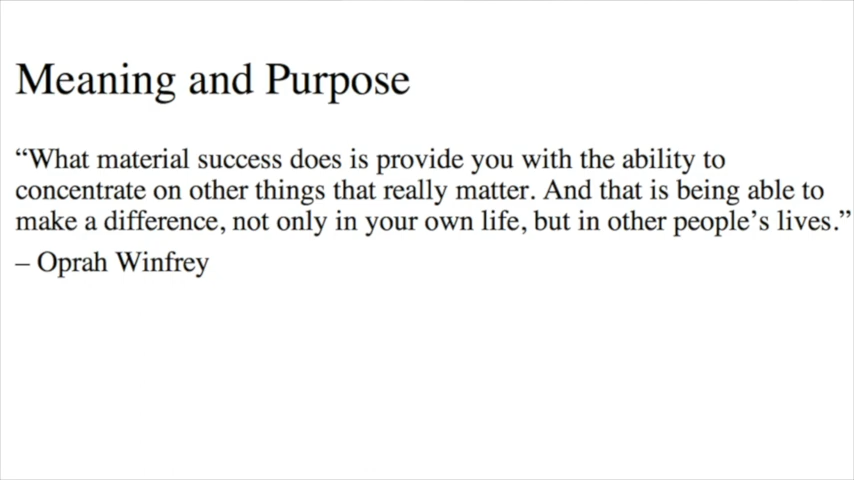 Meaning and Purpose
“What material success does is provide you with the ability to
concentrate on other things that really matter. And that is being able to
make a difference, not only in your own life, but in other people’s lives.”
– Oprah Winfrey